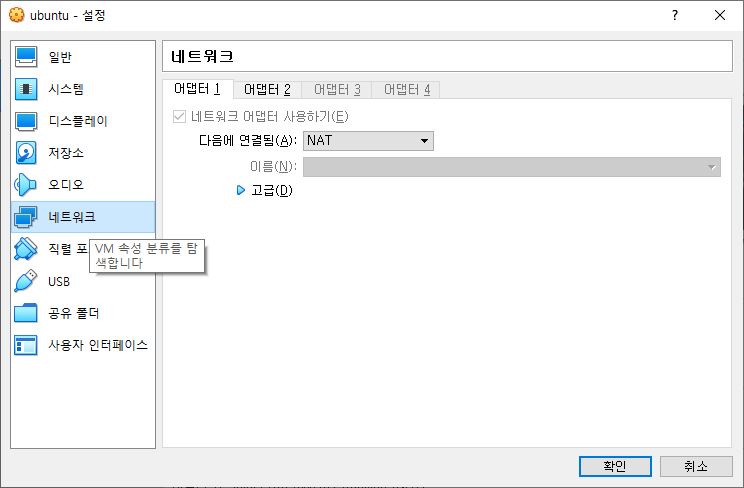 ubuntu - 설정
?
일반
시스템
디스플레이
저장소
오디오
네트워크
직렬 포
USB
공유 폴더
사용자 인터페이스
VM 속성 분류를 탐
색합니다
네트워크
어댑터 1 어댑터 2 어댑터 3 어댑터 4
네트워크 어댑터 사용하기(E)
다음에 연결됨(A): NAT
이름(N):
고급(D)
확인 취소